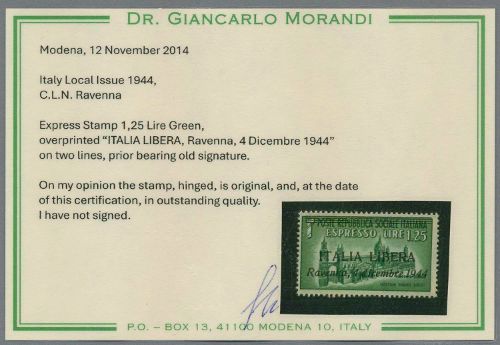 DR. GIANCARLO MORANDI
Modena, 12 November 2014
Italy Local Issue 1944,
C.L.N. Ravenna
Express Stamp 1,25 Lire Green,
overprinted “ITALIA LIBERA, Ravenna, 4 Dicembre 1944”
on two lines, prior bearing old signature.
On my opinion the stamp, hinged, is original, and, at the date
of this certification, in outstanding quality.
I have not signed.
POSTE REPUBBLICA SOCIALE ITALIANA
ESPRESSO LIRE 1,25
ITALIA LIBERA
Ravenna, 4 dicembre 1944
P.O. – BOX 13, 41100 MODENA 10, ITALY